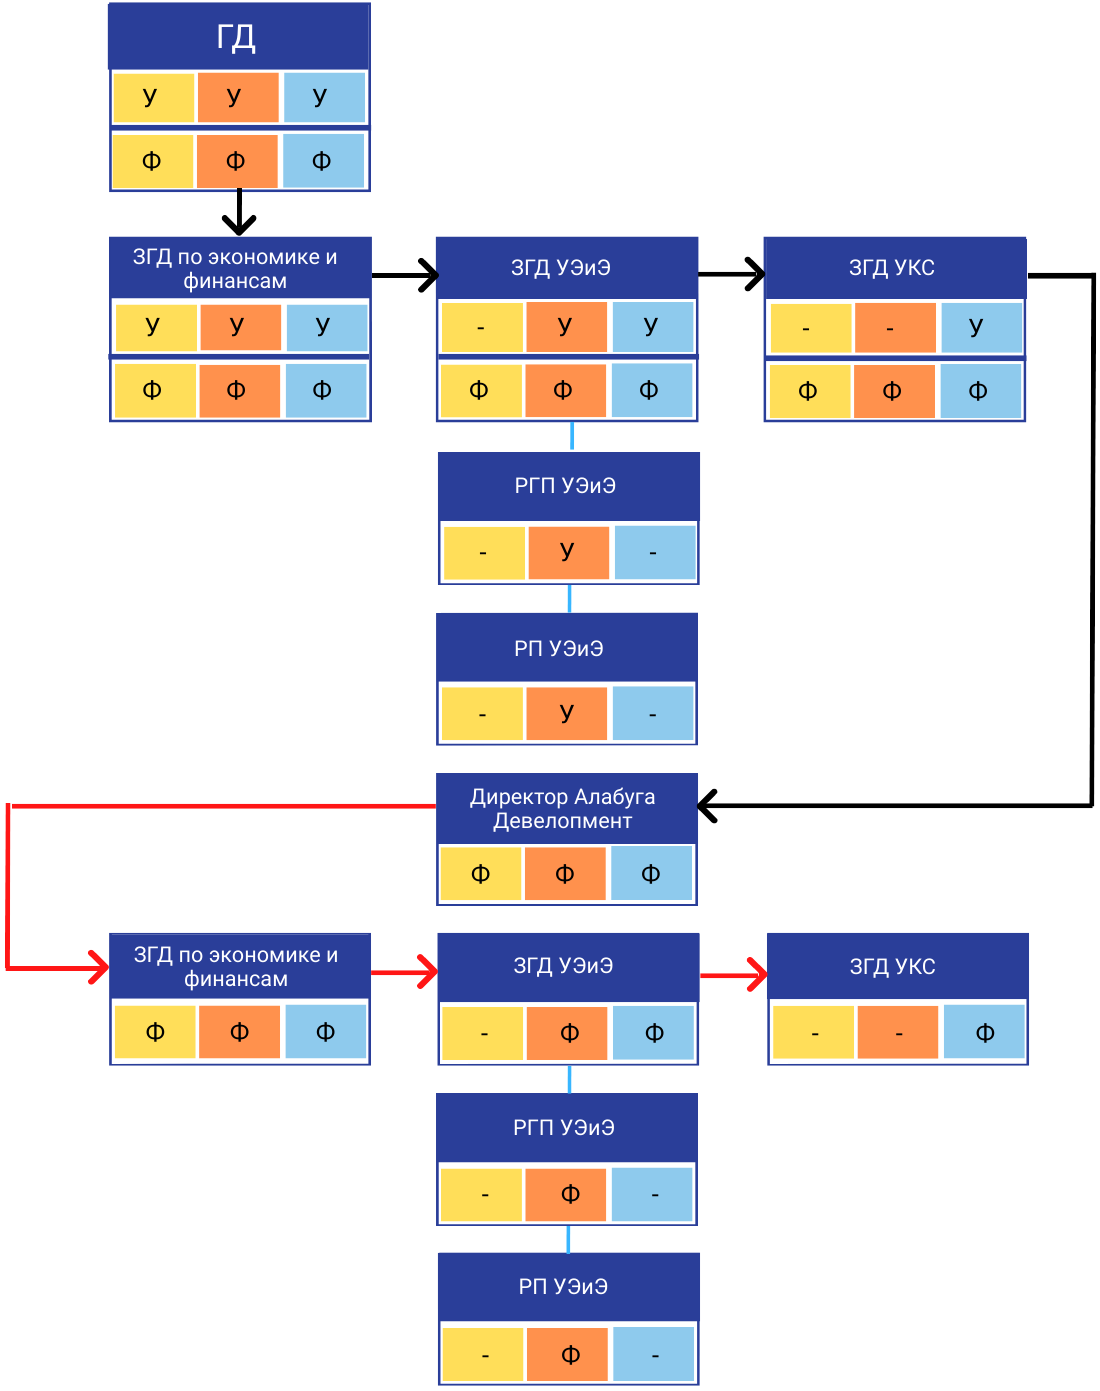 ГД
У У У
Ф Ф Ф
ЗГД по экономике и
финансам
У У У
Ф Ф Ф
ЗГД УЭиЭ
- У У
Ф Ф Ф
ЗГД УКС
- - У
Ф Ф Ф
РГП УЭиЭ
- У -
РП УЭиЭ
- У -
Директор Алабуга
Девелопмент
Ф Ф Ф
ЗГД по экономике и
финансам
Ф Ф Ф
ЗГД УЭиЭ
- Ф Ф
ЗГД УКС
- - Ф
РГП УЭиЭ
- Ф -
РП УЭиЭ
- Ф -